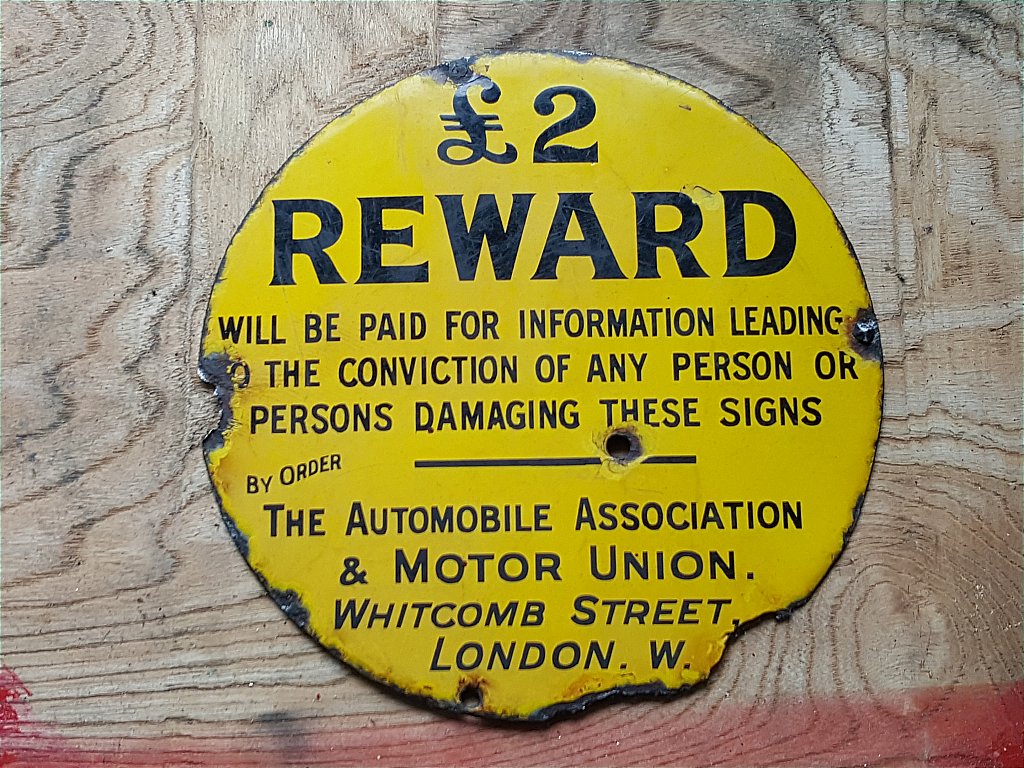 £2
REWARD
WILL BE PAID FOR INFORMATION LEADING
THE CONVICTION OF ANY PERSON OR
PERSONS DAMAGING THESE SIGNS
BY ORDER
THE AUTOMOBILE ASSOCIATION
& MOTOR UNION.
WHITCOMB STREET,
LONDON. W.